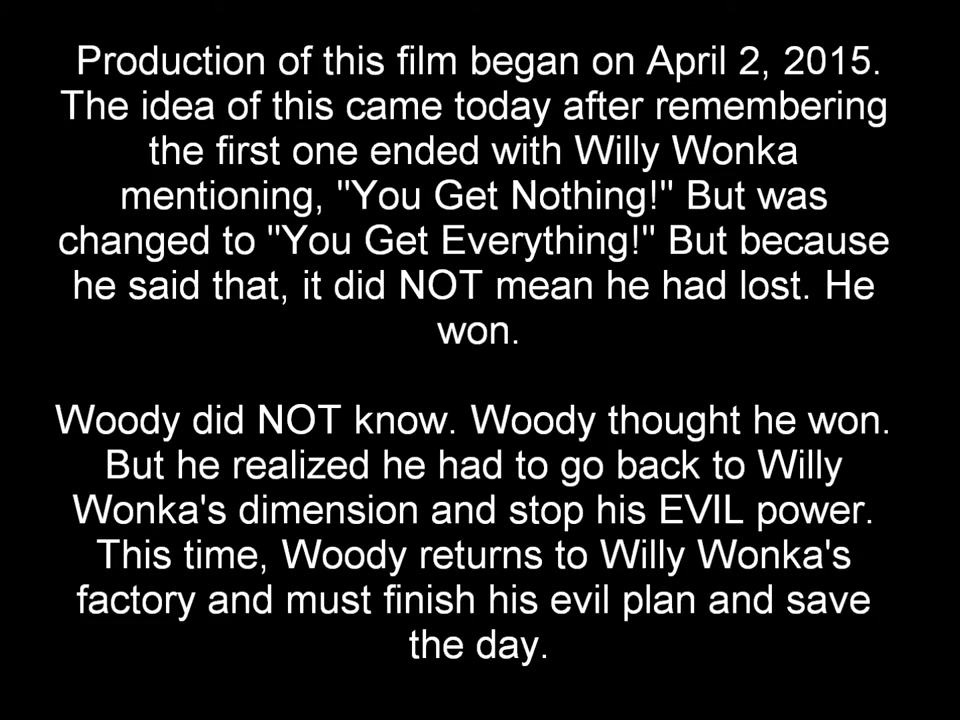 Production of this film began on April 2, 2015.
The idea of this came today after remembering
the first one ended with Willy Wonka
mentioning, "You Get Nothing!" But was
changed to "You Get Everything!" But because
he said that, it did NOT mean he had lost. He
won.
Woody did NOT know. Woody thought he won.
But he realized he had to go back to Willy
Wonka's dimension and stop his EVIL power.
This time, Woody returns to Willy Wonka's
factory and must finish his evil plan and save
the day.